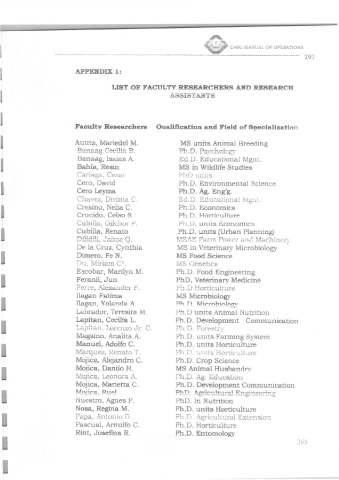 CHRU MANUAL OF OPERATIONS
293
APPENDIX 1:
LIST OF FACULTY RESEARCHERS AND RESEARCH
ASSISTANTS
Faculty Researchers Qualification and Field of Specialization
Autriz, Mariedel M. MS units Animal Breeding
Banaag Cecilia B. Ph.D. Psychology
Banaag, Isaias A. Ed.D. Educational Mgnt.
Bahia, Resin MS in Wildlife Studies
Cariaga, Cesar PhD units
Cero, David Ph.D. Environmental Science
Cero Leyma Ph.D. Ag. Eng'g.
Chavez, Divinia C. Ed.D. Educational Mgnt.
Cresino, Nelia C. Ph.D. Economics
Crucido, Celso S. Ph.D. Horticulture
Cubillo, Gilchor P. Ph.D. units Economics
Cubilla, Renato Ph.D. units (Urban Planning)
Dilidili, Jaime Q. MSAE Farm Power and Machinery
De la Cruz, Cynthia MS in Veterinary Microbiology
Dimero, Fe N. MS Food Science
Du, Miriam C*. MS Genetics
Escobar, Marilyn M. Ph.D. Food Engineering
Feranil, Jun PhD, Veterinary Medicine
Ferre, Alexander F. Ph.D Horticulture
Ilagan Fatima MS Microbiology
Ilagan, Yolanda A. Ph.D. Microbiology
Labrador, Terraiza M. Ph.D units Animal Nutrition
Lapitan, Cecilia L. Ph.D. Development Communication
Lapitan, Lorenzo Jr. C. Ph.D. Forestry
Magsino, Analita A. Ph.D. units Farming System
Manuel, Adolfo C. Ph.D. units Horticulture
Marquez, Renato T. Ph.D. units Horticulture
Mojica, Alejandro C. Ph.D. Crop Science
Mojica, Danilo H. MS Animal Husbandry
Mojica, Leonora A. Ph.D. Ag. Education
Mojica, Marietta C. Ph.D. Development Communication
Mojica, Ruel PhD. Agricultural Engineering
Nuestro, Agnes P. PhD. in Nutrition
Nosa, Regina M. Ph.D. units Horticulture
Papa, Antonio G. Ph.D. Agricultural Extension
Pascual, Arnulfo C. Ph.D. Horticulture
Rint, Josefina R. Ph.D. Entomology
293